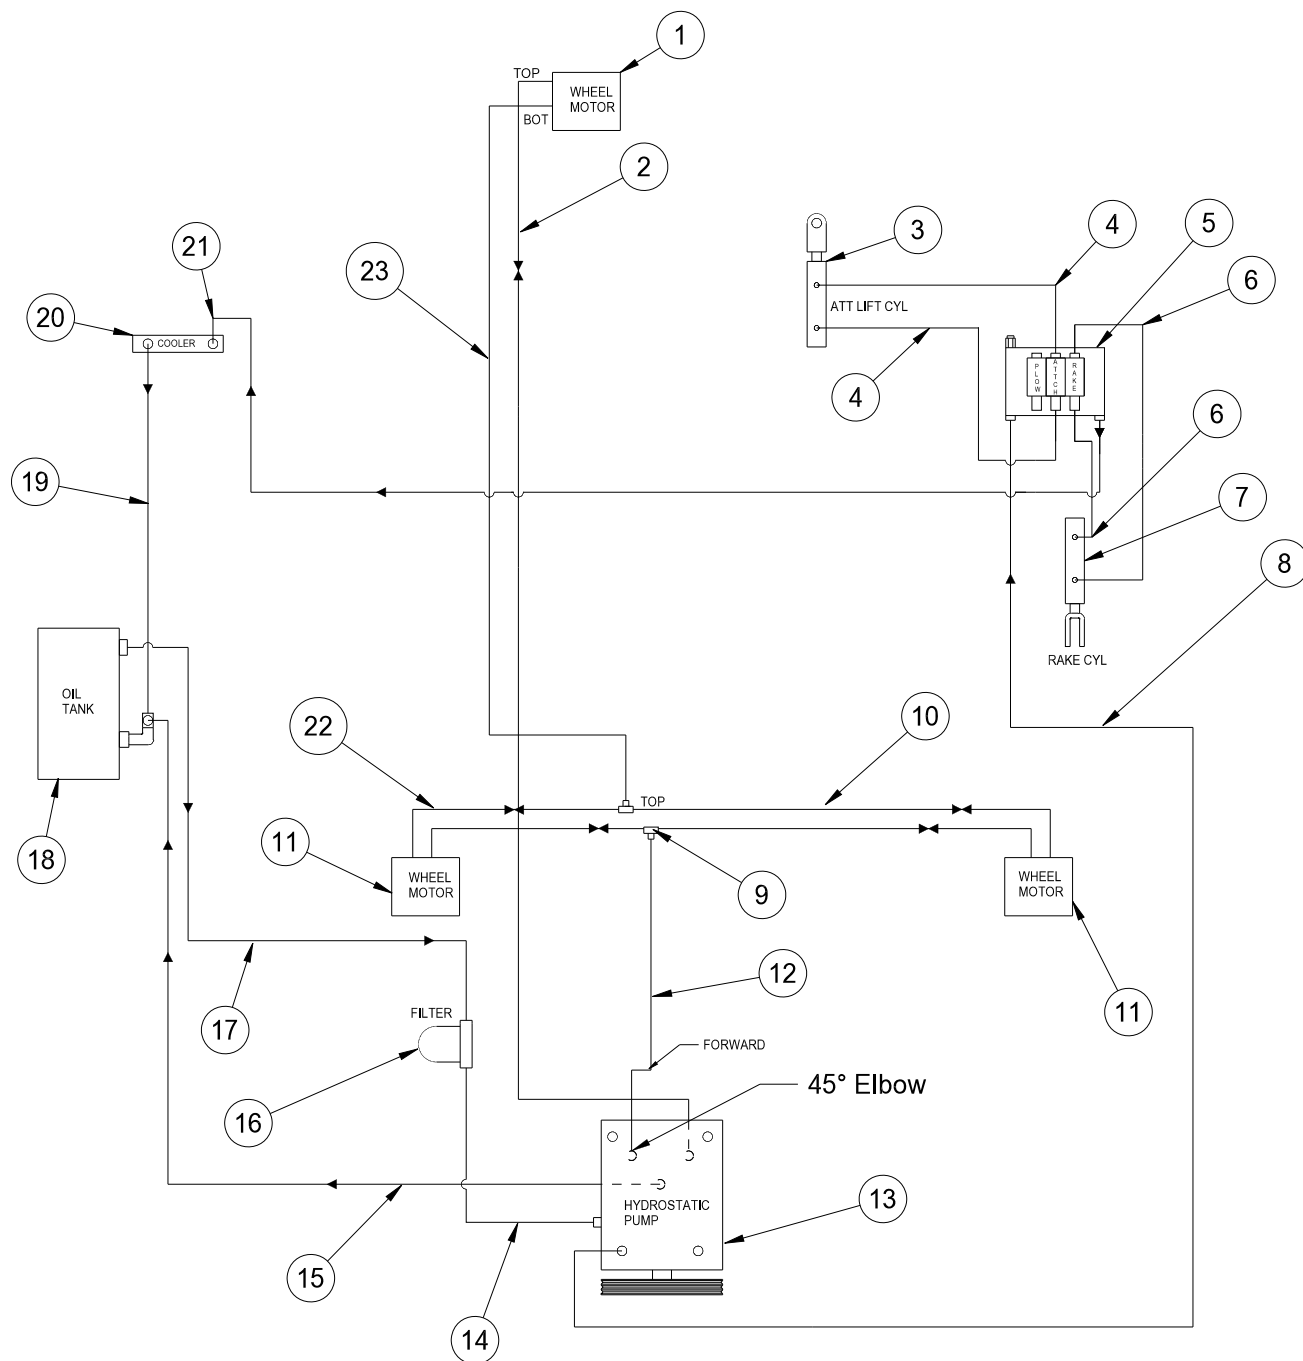 1
TOP
WHEEL
MOTOR
BOT
2
3
4
5
21
23
6
20
COOLER
ATT LIFT CYL
4
PLOW
ATTCH
RAKE
6
19
7
8
RAKE CYL
OIL
TANK
22
10
TOP
11
18
WHEEL
MOTOR
9
WHEEL
MOTOR
12
11
17
FILTER
FORWARD
16
45° Elbow
HYDROSTATIC
PUMP
13
15
14